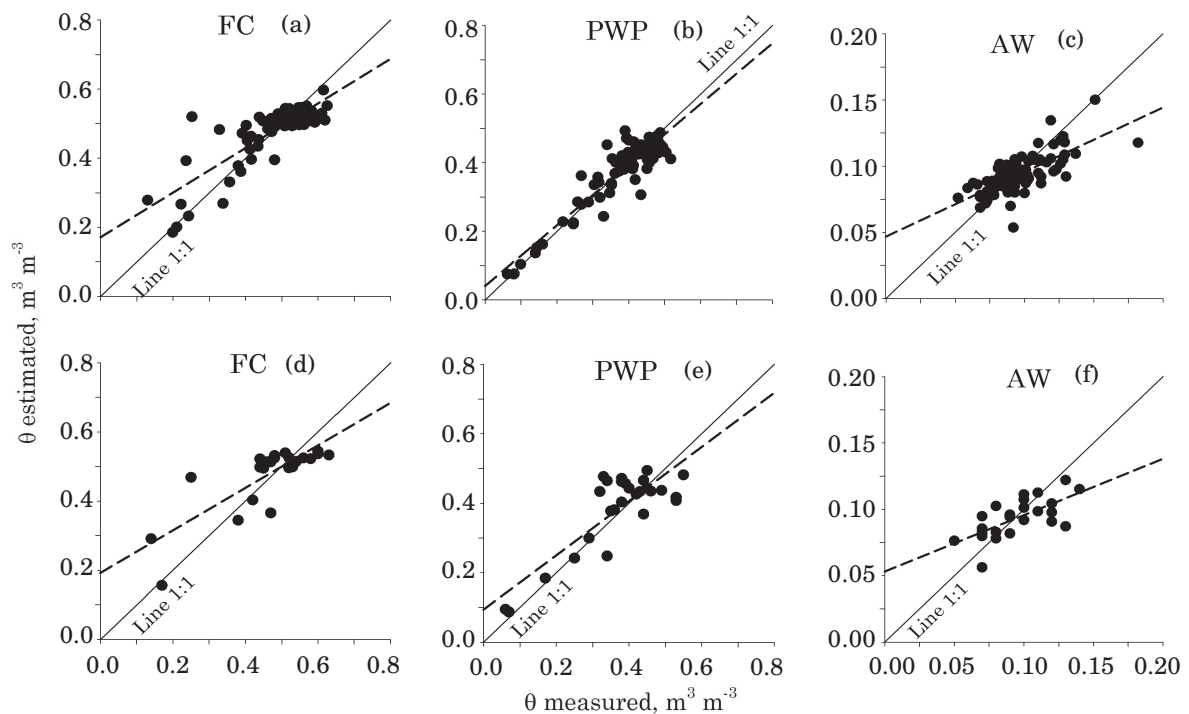 FC (a)
0.8
0.6
0.4
0.2
0.0
Line 1:1
PWP (b)
0.8
0.6
0.4
0.2
0.0
Line 1:1
AW (c)
0.20
0.15
0.10
0.05
0.00
Line 1:1
θ estimated, m³ m⁻³
FC (d)
0.8
0.6
0.4
0.2
0.0
Line 1:1
0.0 0.2 0.4 0.6 0.8
PWP (e)
0.8
0.6
0.4
0.2
0.0
Line 1:1
0.0 0.2 0.4 0.6 0.8
AW (f)
0.20
0.15
0.10
0.05
0.00
Line 1:1
0.00 0.05 0.10 0.15 0.20
θ measured, m³ m⁻³